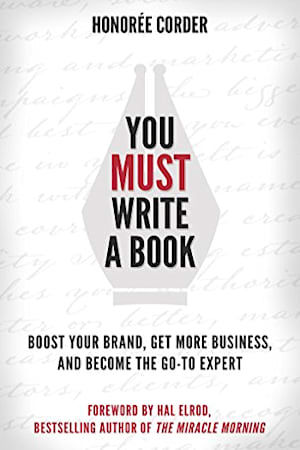 HONORÉE CORDER
YOU
MUST
WRITE
A BOOK
BOOST YOUR BRAND, GET MORE BUSINESS,
AND BECOME THE GO-TO EXPERT
FOREWORD BY HAL ELROD,
BESTSELLING AUTHOR OF THE MIRACLE MORNING